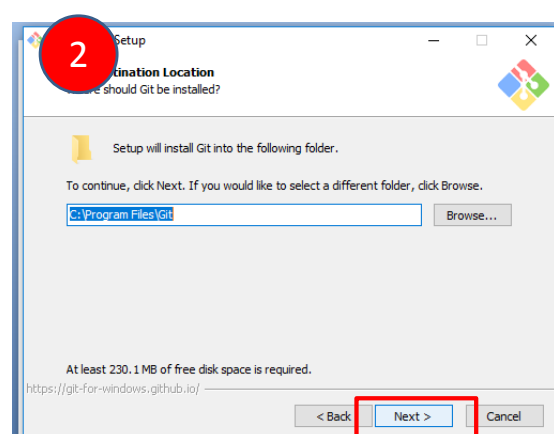 2
Setup
tination Location
should Git be installed?
Setup will install Git into the following folder.
To continue, click Next. If you would like to select a different folder, click Browse.
C:\Program Files\Git
Browse...
At least 230.1 MB of free disk space is required.
https://git-for-windows.github.io/
< Back
Next >
Cancel